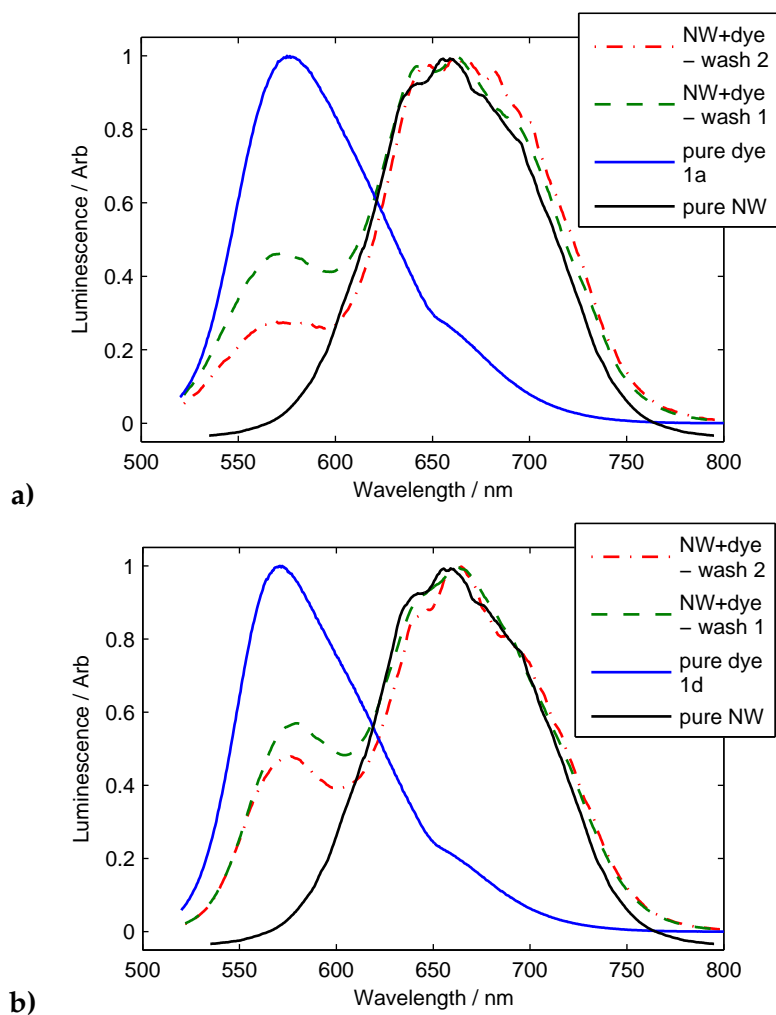 NW+dye
– wash 2
NW+dye
– wash 1
pure dye
1a
pure NW
1
0.8
0.6
0.4
0.2
0
Luminescence / Arb
500 550 600 650 700 750 800
Wavelength / nm
a)
NW+dye
– wash 2
NW+dye
– wash 1
pure dye
1d
pure NW
1
0.8
0.6
0.4
0.2
0
Luminescence / Arb
500 550 600 650 700 750 800
Wavelength / nm
b)